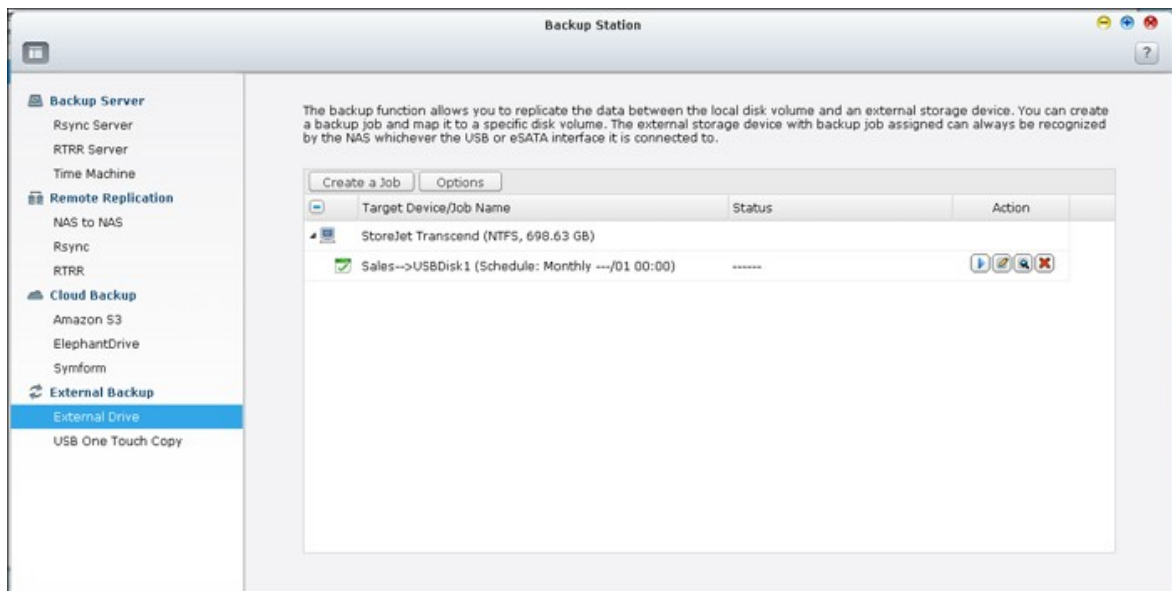 Backup Station
?
Backup Server
Rsync Server
RTRR Server
Time Machine
Remote Replication
NAS to NAS
Rsync
RTRR
Cloud Backup
Amazon S3
ElephantDrive
Symform
External Backup
External Drive
USB One Touch Copy
The backup function allows you to replicate the data between the local disk volume and an external storage device. You can create
a backup job and map it to a specific disk volume. The external storage device with backup job assigned can always be recognized
by the NAS whichever the USB or eSATA interface it is connected to.
Create a Job Options
Target Device/Job Name Status Action
StoreJet Transcend (NTFS, 698.63 GB)
Sales-->USBDisk1 (Schedule: Monthly ---/01 00:00) ------